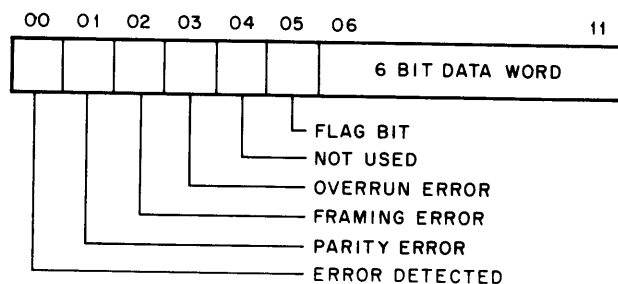 00 01 02 03 04 05 06 11
6 BIT DATA WORD
FLAG BIT
NOT USED
OVERRUN ERROR
FRAMING ERROR
PARITY ERROR
ERROR DETECTED